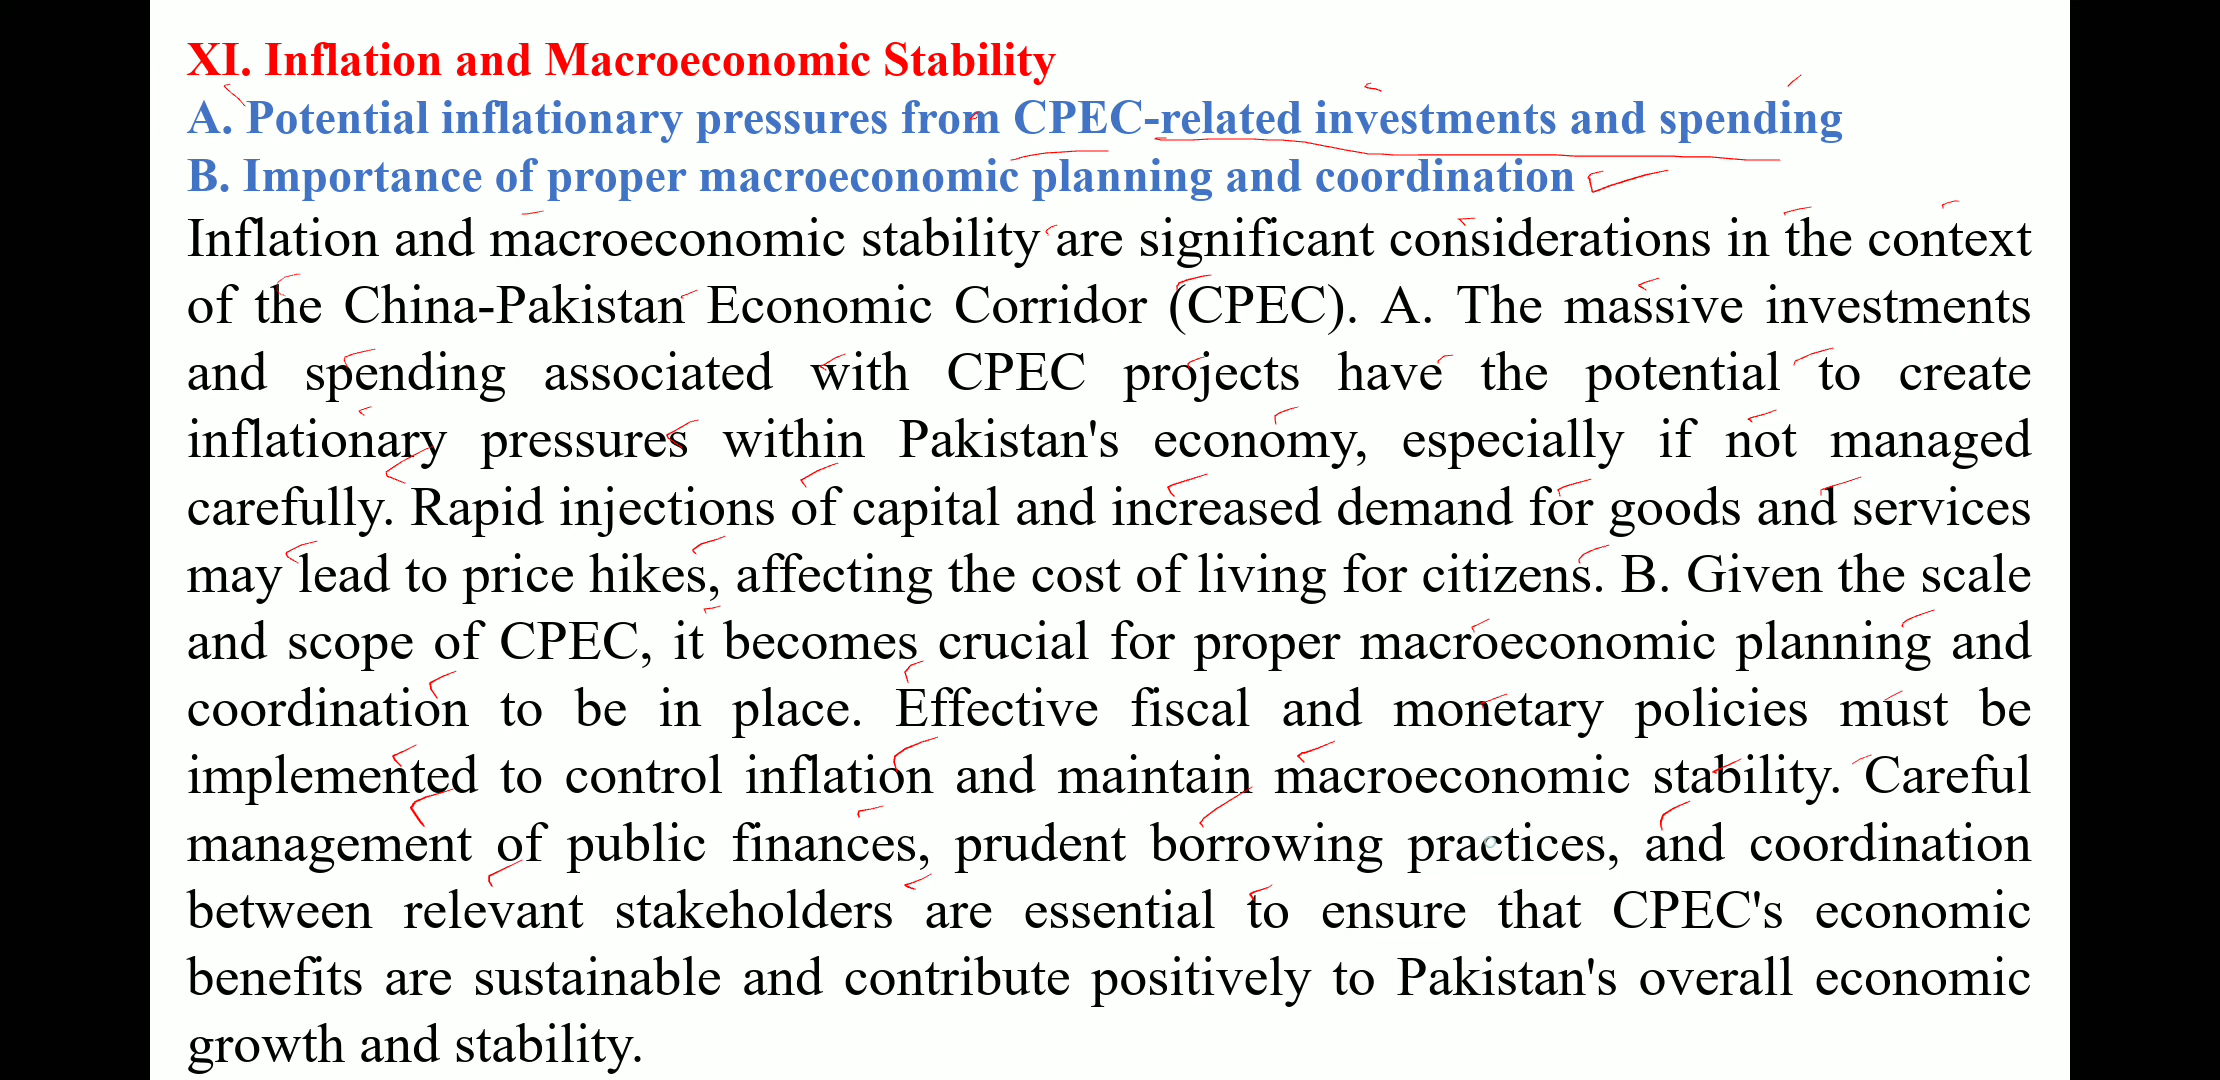 XI. Inflation and Macroeconomic Stability
A. Potential inflationary pressures from CPEC-related investments and spending
B. Importance of proper macroeconomic planning and coordination
Inflation and macroeconomic stability are significant considerations in the context
of the China-Pakistan Economic Corridor (CPEC). A. The massive investments
and spending associated with CPEC projects have the potential to create
inflationary pressures within Pakistan's economy, especially if not managed
carefully. Rapid injections of capital and increased demand for goods and services
may lead to price hikes, affecting the cost of living for citizens. B. Given the scale
and scope of CPEC, it becomes crucial for proper macroeconomic planning and
coordination to be in place. Effective fiscal and monetary policies must be
implemented to control inflation and maintain macroeconomic stability. Careful
management of public finances, prudent borrowing practices, and coordination
between relevant stakeholders are essential to ensure that CPEC's economic
benefits are sustainable and contribute positively to Pakistan's overall economic
growth and stability.